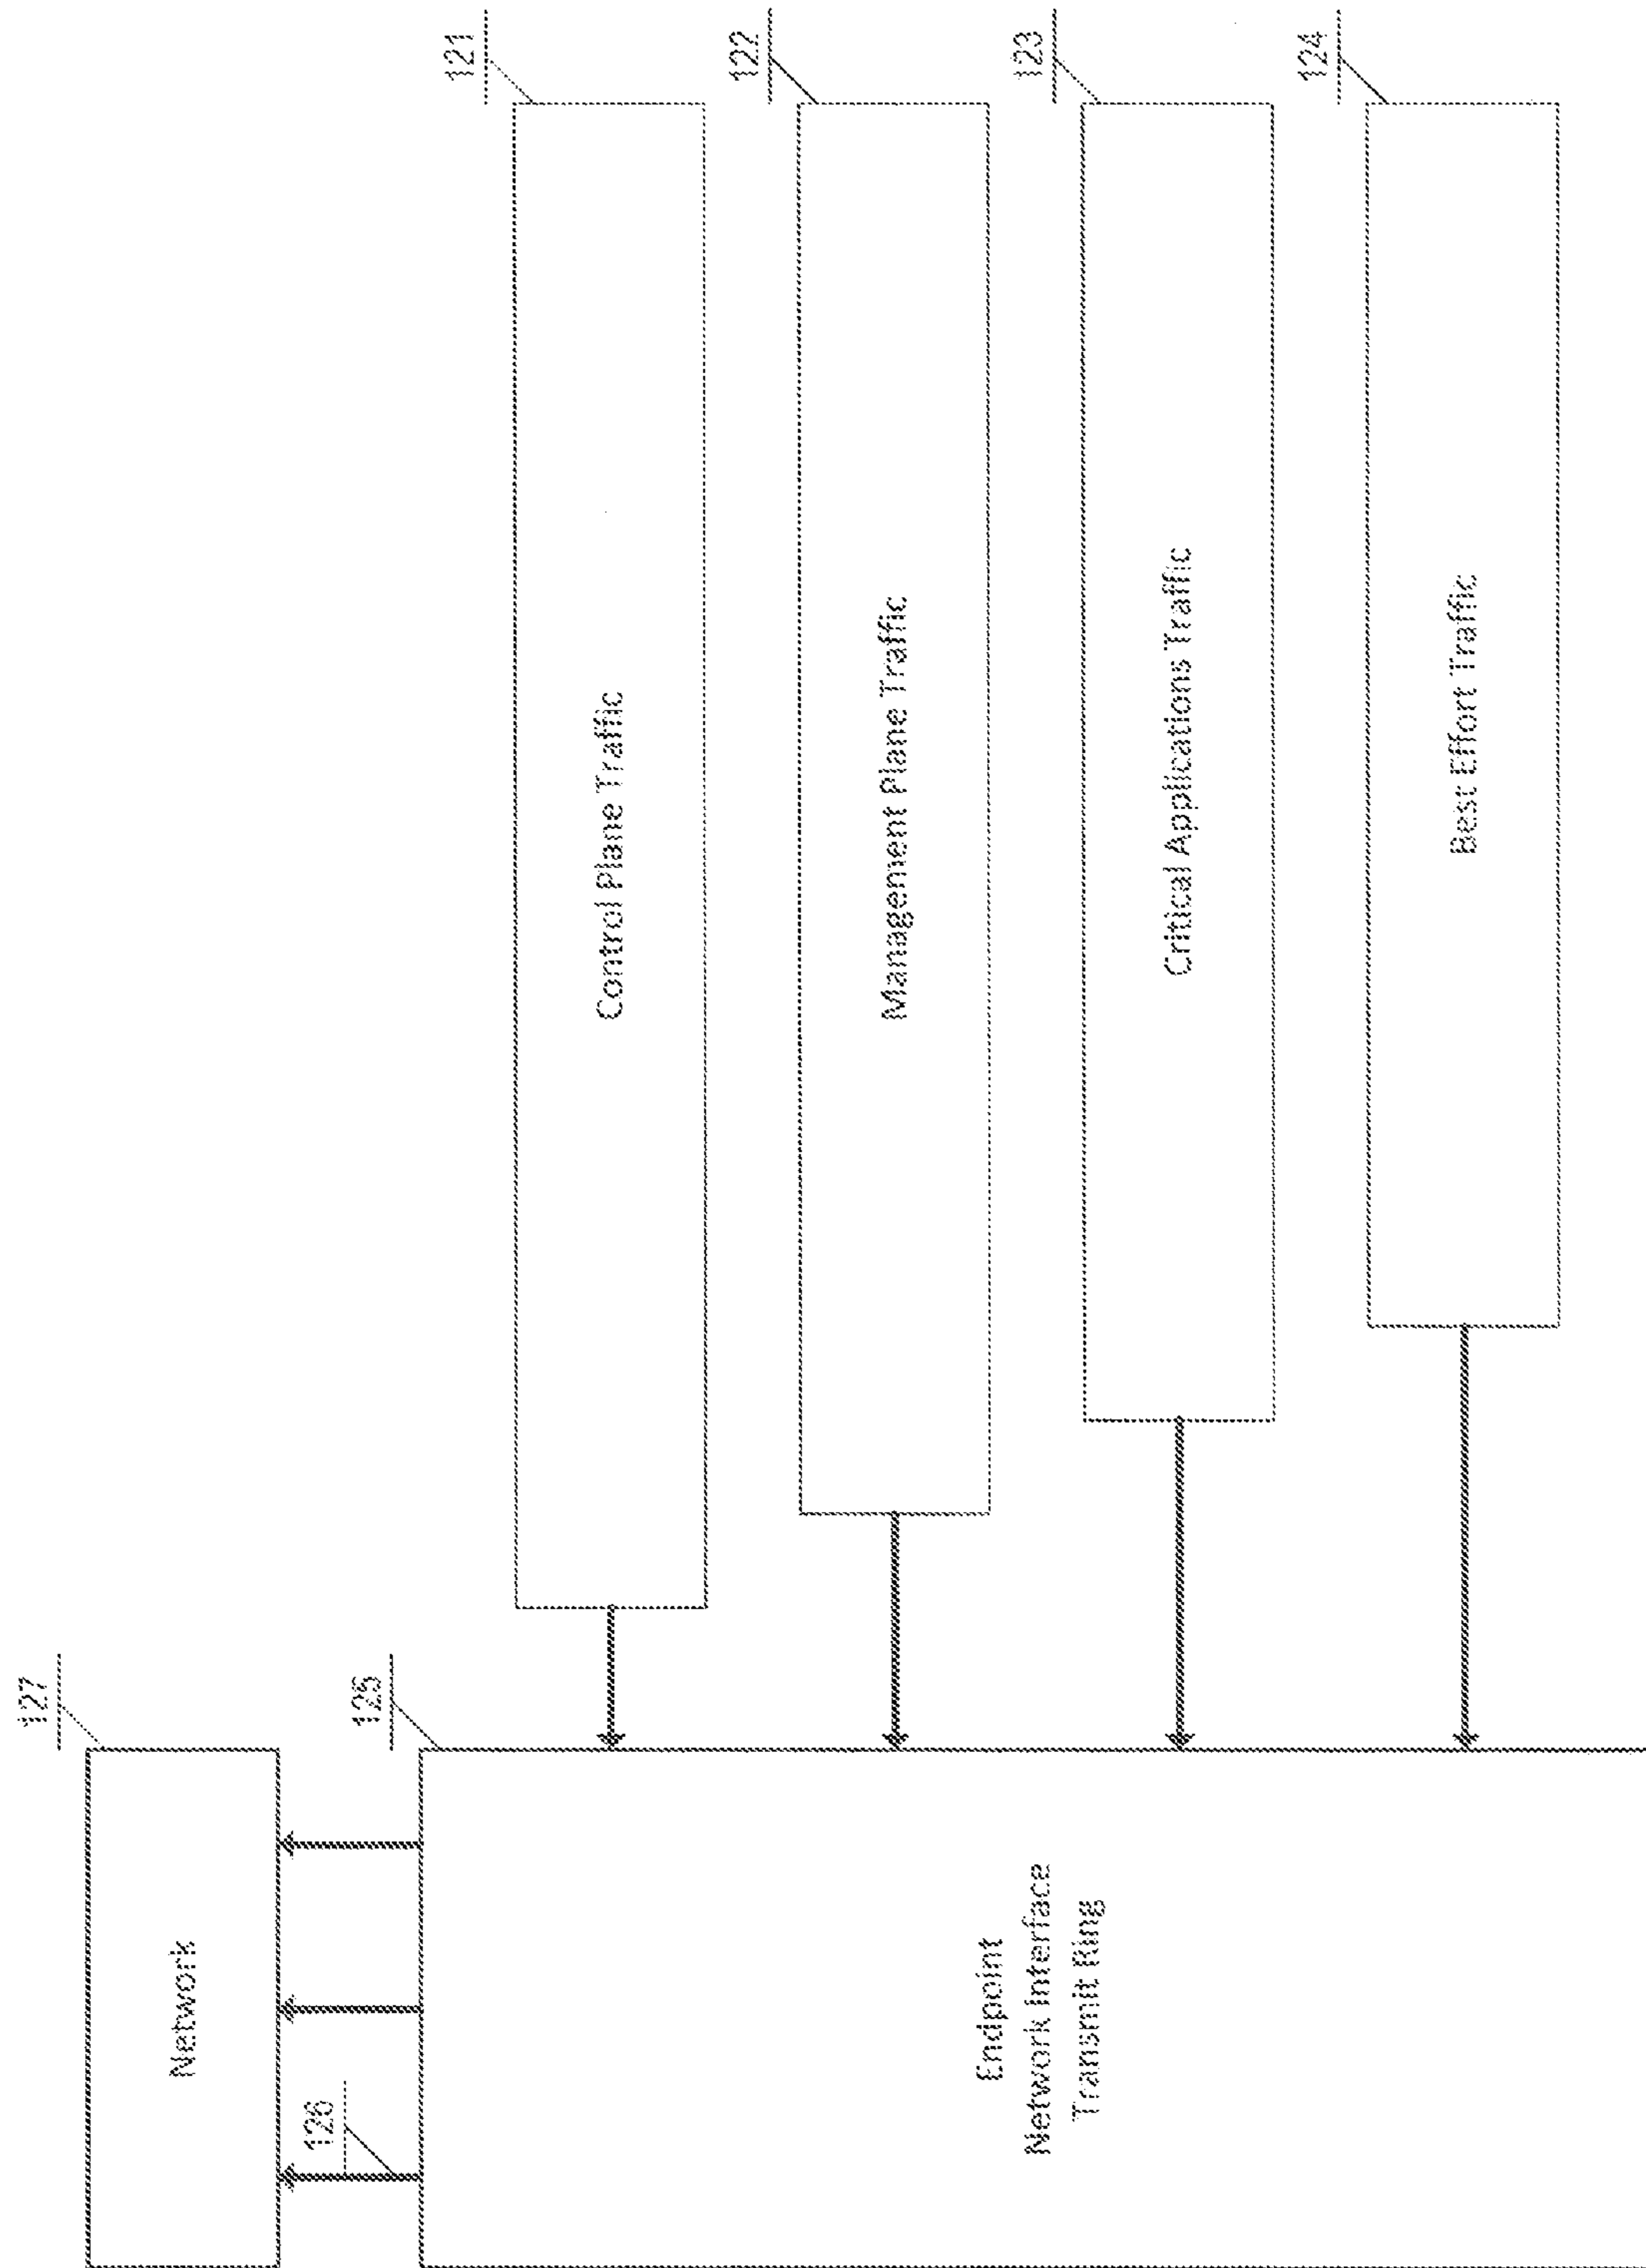 127
Network
126
125
Endpoint
Network Interface
Transmit Ring
121
Control Plane Traffic
122
Management Plane Traffic
123
Critical Applications Traffic
124
Best Effort Traffic